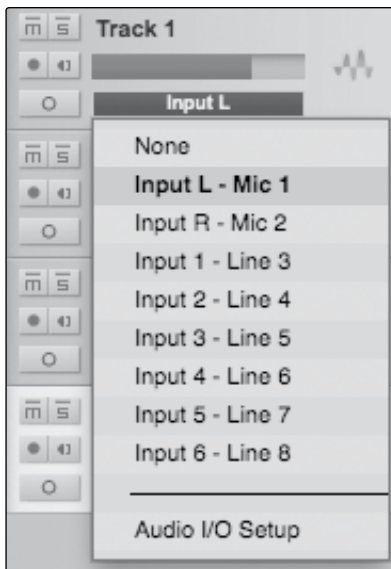 m s Track 1
Input L
None
m s
Input L - Mic 1
Input R - Mic 2
Input 1 - Line 3
m s
Input 2 - Line 4
Input 3 - Line 5
Input 4 - Line 6
m s
Input 5 - Line 7
Input 6 - Line 8
Audio I/O Setup